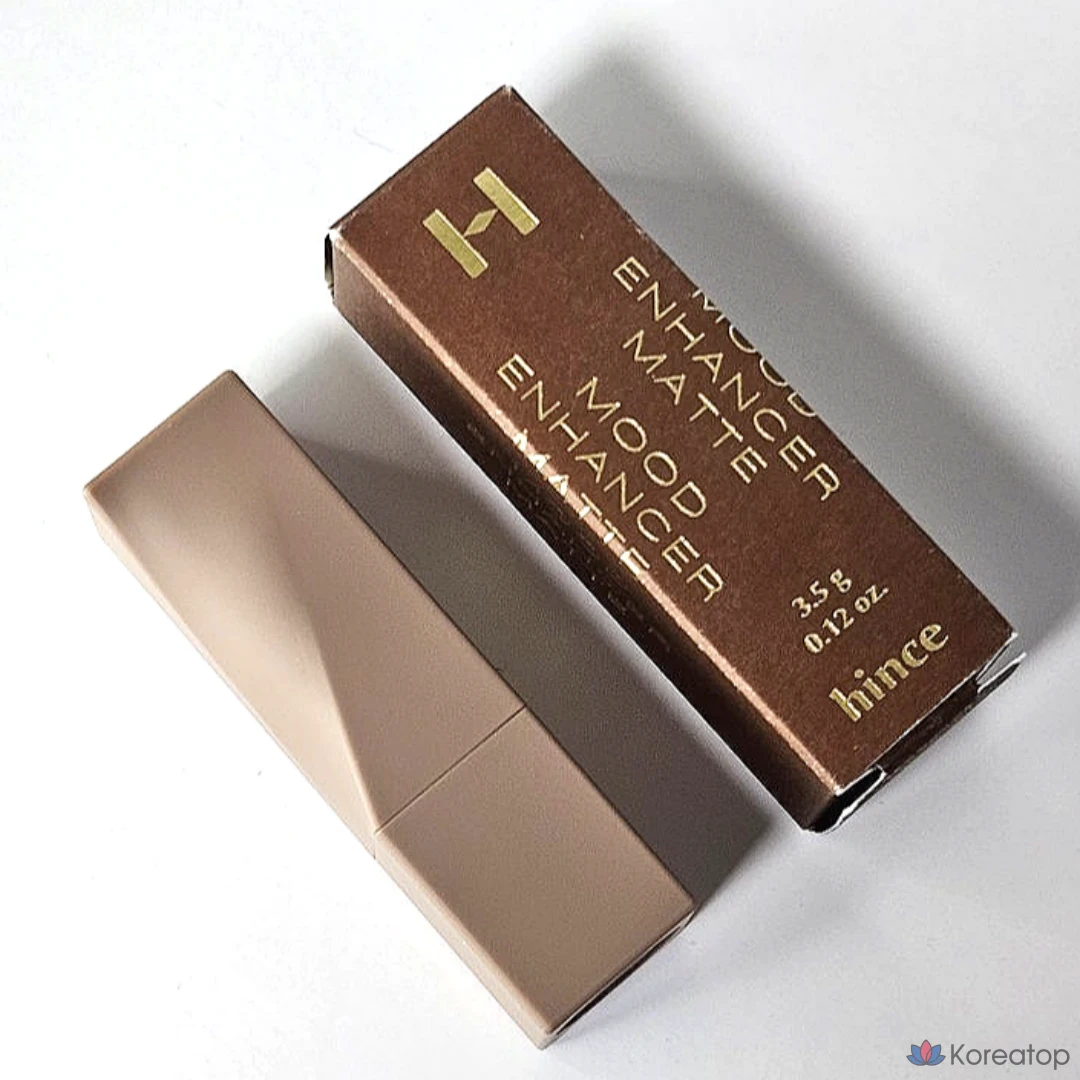 H
MOOD
ENHANCER
MATTE
MOOD
ENHANCER
MATTE
3.5 g
0.12 oz.
hince
Koreatop